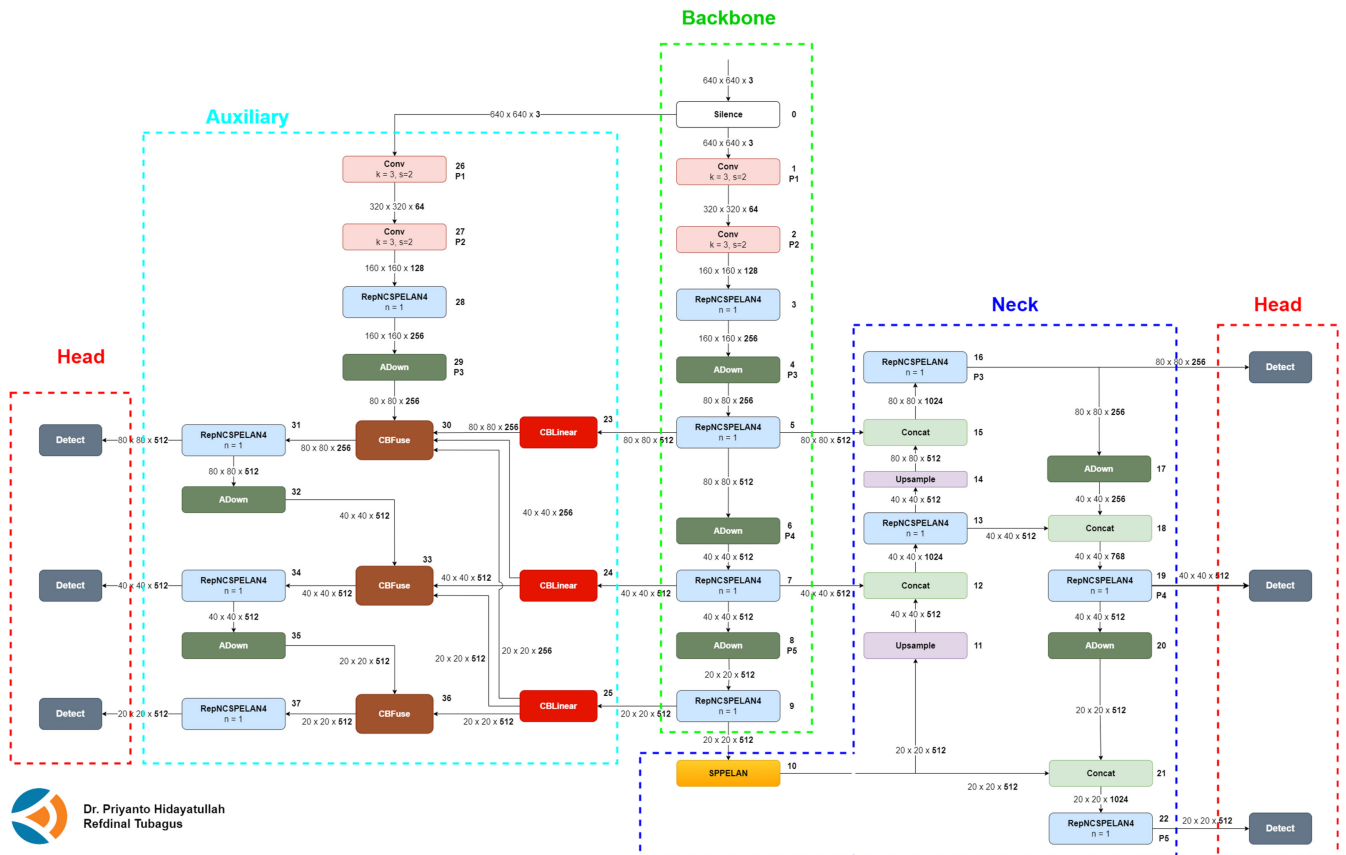 Backbone
640 x 640 x 3
Silence
0
640 x 640 x 3
640 x 640 x 3
Auxiliary
Conv
k = 3, s=2
26
P1
Conv
k = 3, s=2
1
P1
320 x 320 x 64
320 x 320 x 64
Conv
k = 3, s=2
27
P2
Conv
k = 3, s=2
2
P2
160 x 160 x 128
160 x 160 x 128
RepNCSPELAN4
n = 1
28
RepNCSPELAN4
n = 1
3
Neck
Head
160 x 160 x 256
160 x 160 x 256
Head
ADown
29
P3
ADown
4
P3
RepNCSPELAN4
n = 1
16
P3
80 x 80 x 256
Detect
80 x 80 x 256
80 x 80 x 256
80 x 80 x 1024
80 x 80 x 256
Detect
80 x 80 x 512
RepNCSPELAN4
n = 1
31
80 x 80 x 256
CBFuse
30
80 x 80 x 256
CBLinear
23
80 x 80 x 512
RepNCSPELAN4
n = 1
5
80 x 80 x 512
Concat
15
80 x 80 x 512
80 x 80 x 512
80 x 80 x 512
ADown
17
Upsample
14
ADown
32
40 x 40 x 512
40 x 40 x 256
40 x 40 x 512
40 x 40 x 256
ADown
6
P4
RepNCSPELAN4
n = 1
13
40 x 40 x 512
Concat
18
40 x 40 x 512
40 x 40 x 1024
40 x 40 x 768
Detect
40 x 40 x 512
RepNCSPELAN4
n = 1
34
40 x 40 x 512
CBFuse
33
40 x 40 x 512
CBLinear
24
40 x 40 x 512
RepNCSPELAN4
n = 1
7
40 x 40 x 512
Concat
12
RepNCSPELAN4
n = 1
19
P4
40 x 40 x 512
Detect
40 x 40 x 512
40 x 40 x 512
40 x 40 x 512
40 x 40 x 512
ADown
35
20 x 20 x 512
20 x 20 x 512
20 x 20 x 256
ADown
8
P5
Upsample
11
ADown
20
20 x 20 x 512
Detect
20 x 20 x 512
RepNCSPELAN4
n = 1
37
20 x 20 x 512
CBFuse
36
20 x 20 x 512
CBLinear
25
20 x 20 x 512
RepNCSPELAN4
n = 1
9
20 x 20 x 512
20 x 20 x 512
20 x 20 x 512
SPPELAN
10
20 x 20 x 512
Concat
21
20 x 20 x 1024
RepNCSPELAN4
n = 1
22
P5
20 x 20 x 512
Detect
Dr. Priyanto Hidayatullah
Refdinal Tubagus